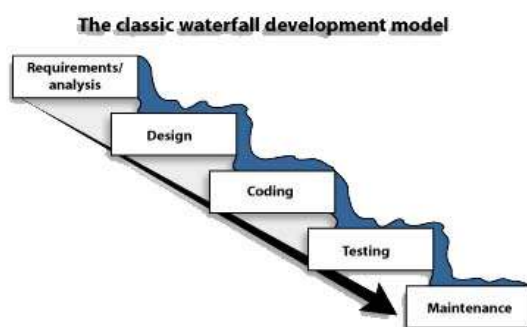 The classic waterfall development model
Requirements/
analysis
Design
Coding
Testing
Maintenance